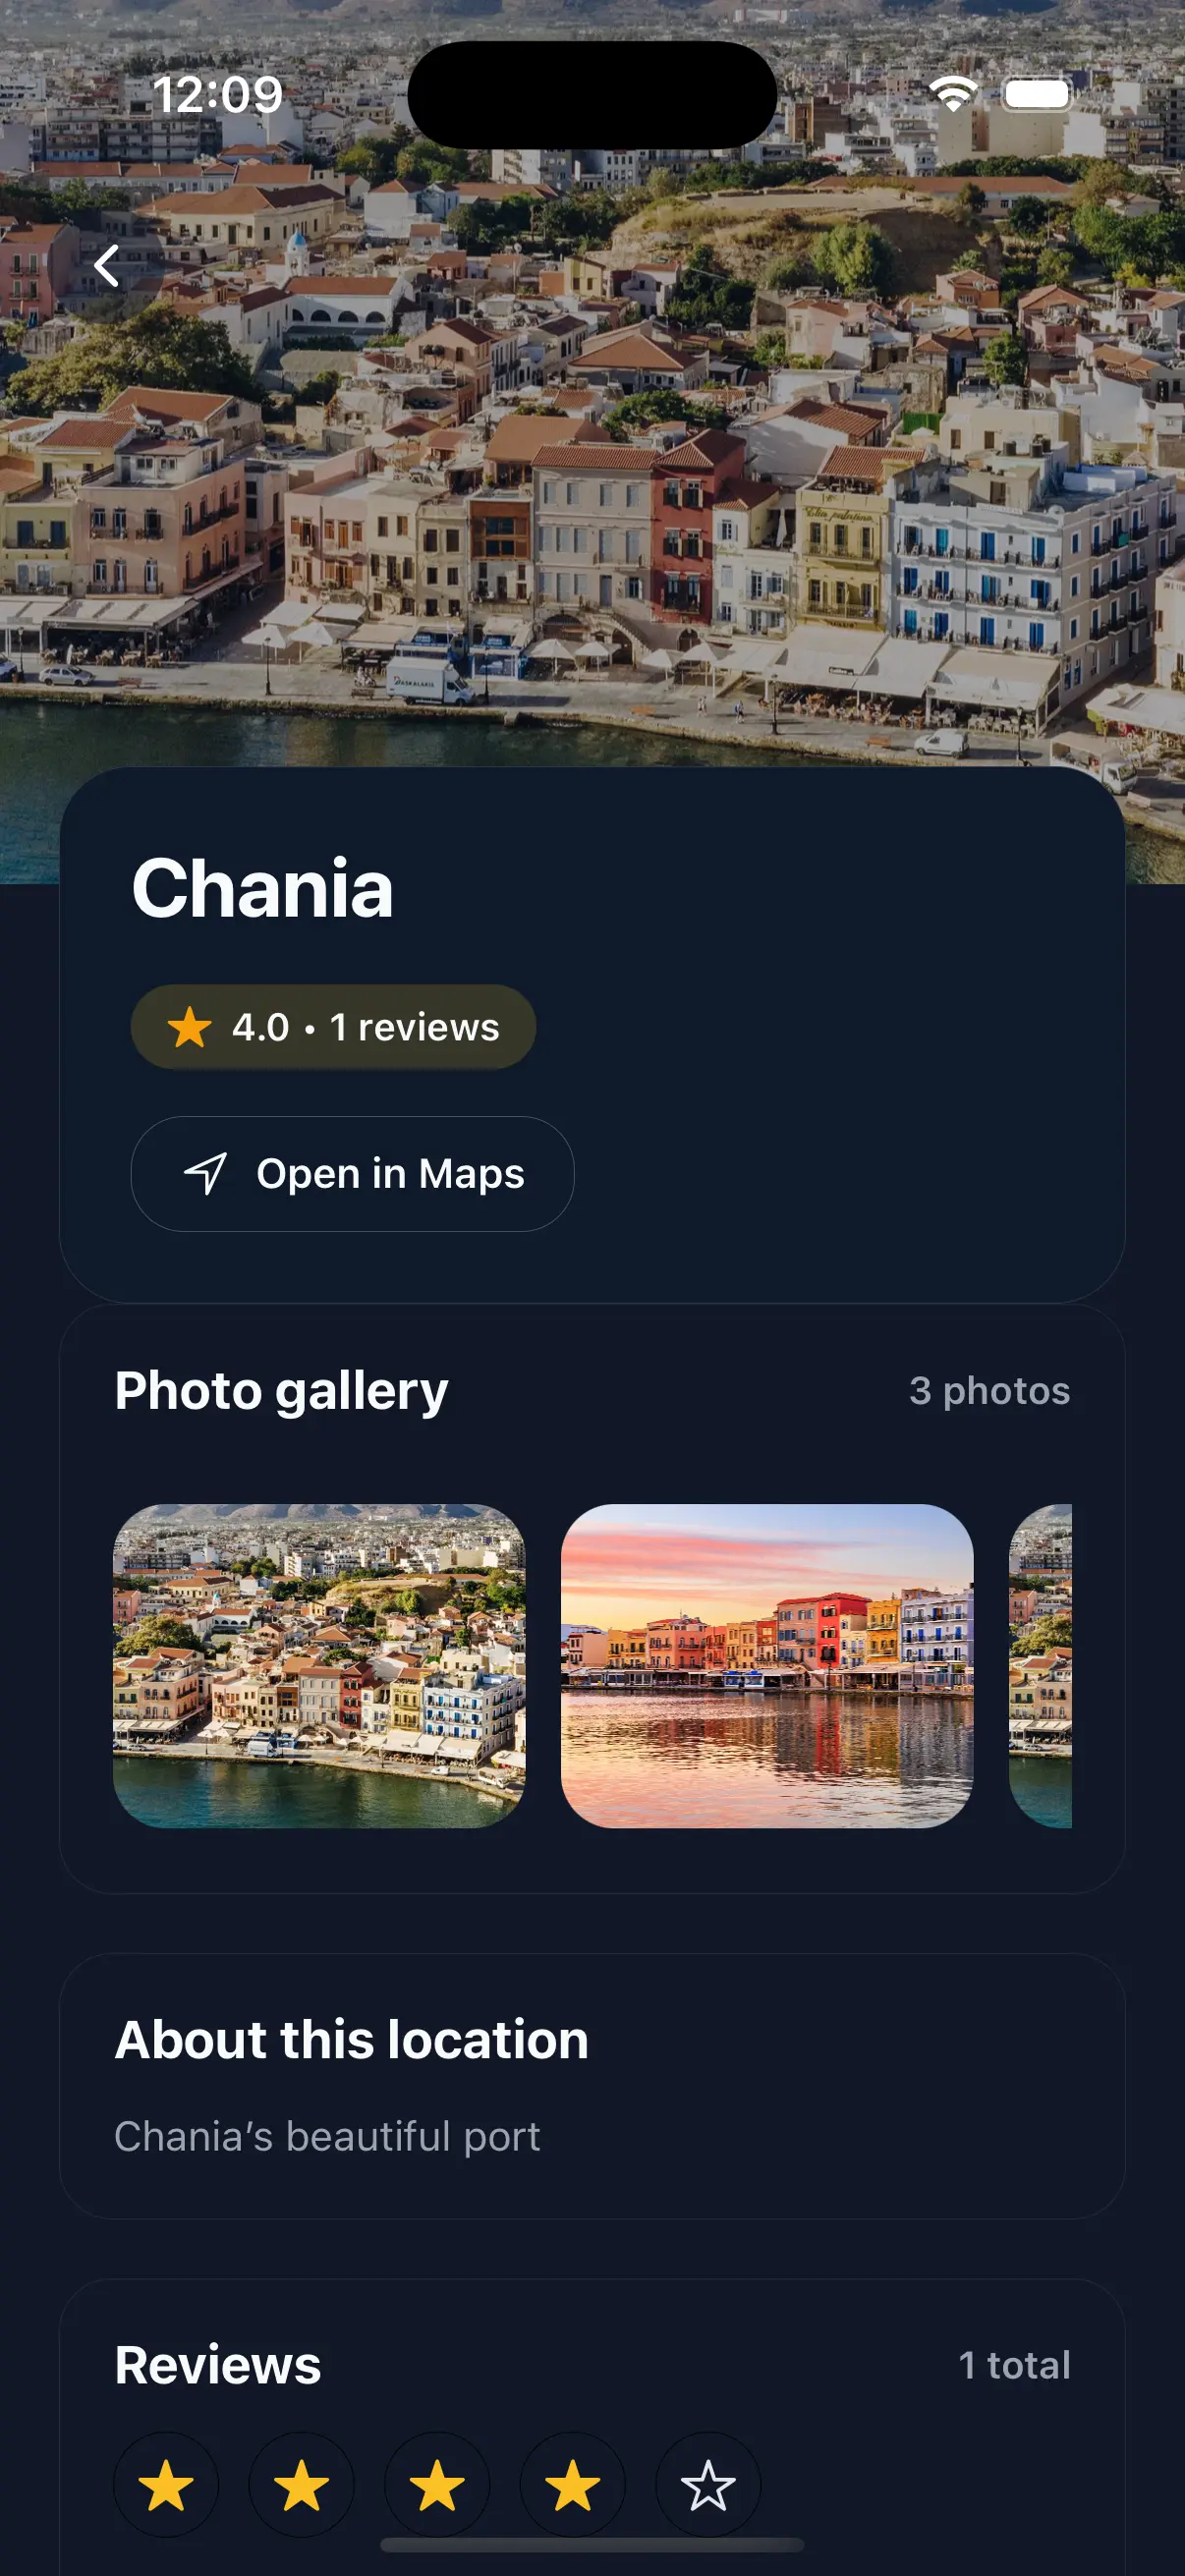 12:09
Chania
4.0 • 1 reviews
Open in Maps
Photo gallery
3 photos
About this location
Chania’s beautiful port
Reviews
1 total